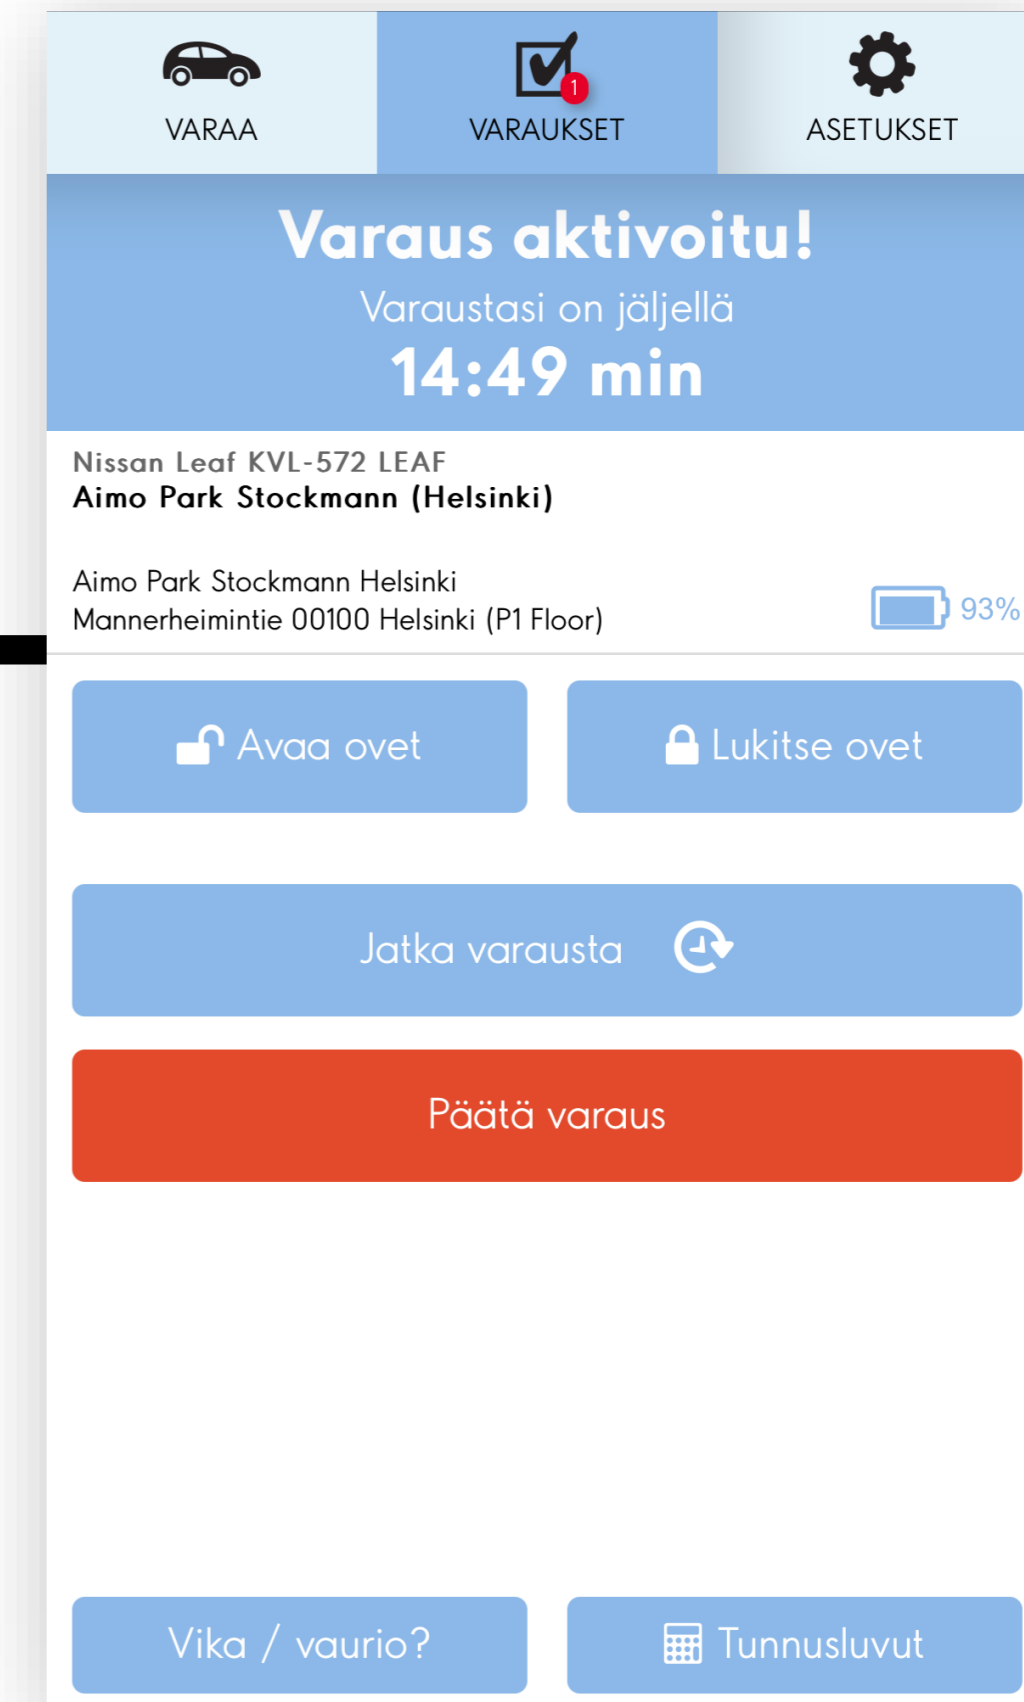 VARAA
VARAUKSET
1
ASETUKSET
Varaus aktivoitu!
Varaustasi on jäljellä
14:49 min
Nissan Leaf KVL-572 LEAF
Aimo Park Stockmann (Helsinki)
Aimo Park Stockmann Helsinki
Mannerheimintie 00100 Helsinki (P1 Floor)
93%
Avaa ovet
Lukitse ovet
Jatka varausta
Päätä varaus
Vika / vaurio?
Tunnusluvut